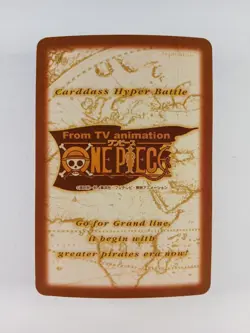 Carddass Hyper Battle
From TV animation
ワンピース
ONE PIECE
Go for Grand line,
it begin with
greater pirates era now!